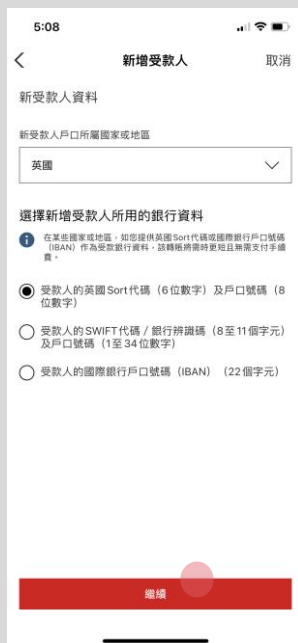 5:08
新增受款人
取消
新受款人資料
新受款人戶口所屬國家或地區
英國
選擇新增受款人所用的銀行資料
在某些國家或地區，如您提供英國Sort代碼或國際銀行戶口號碼
（IBAN）作為受款銀行資料，該轉賬將需時更短且無需支付手續
費。
受款人的英國Sort代碼（6位數字）及戶口號碼（8
位數字）
受款人的SWIFT代碼 / 銀行辨識碼（8至11個字元）
及戶口號碼（1至34位數字）
受款人的國際銀行戶口號碼（IBAN）（22個字元）
繼續